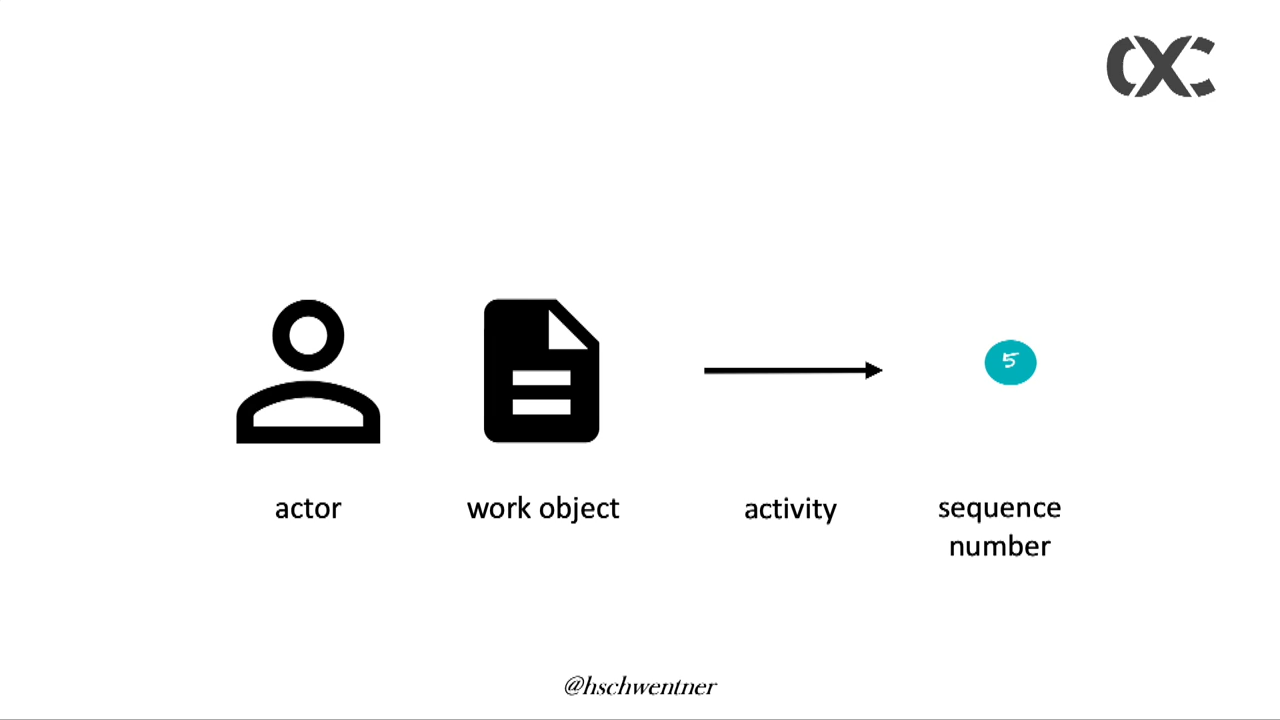 5
actor
work object
activity
sequence
number
@hschwentner